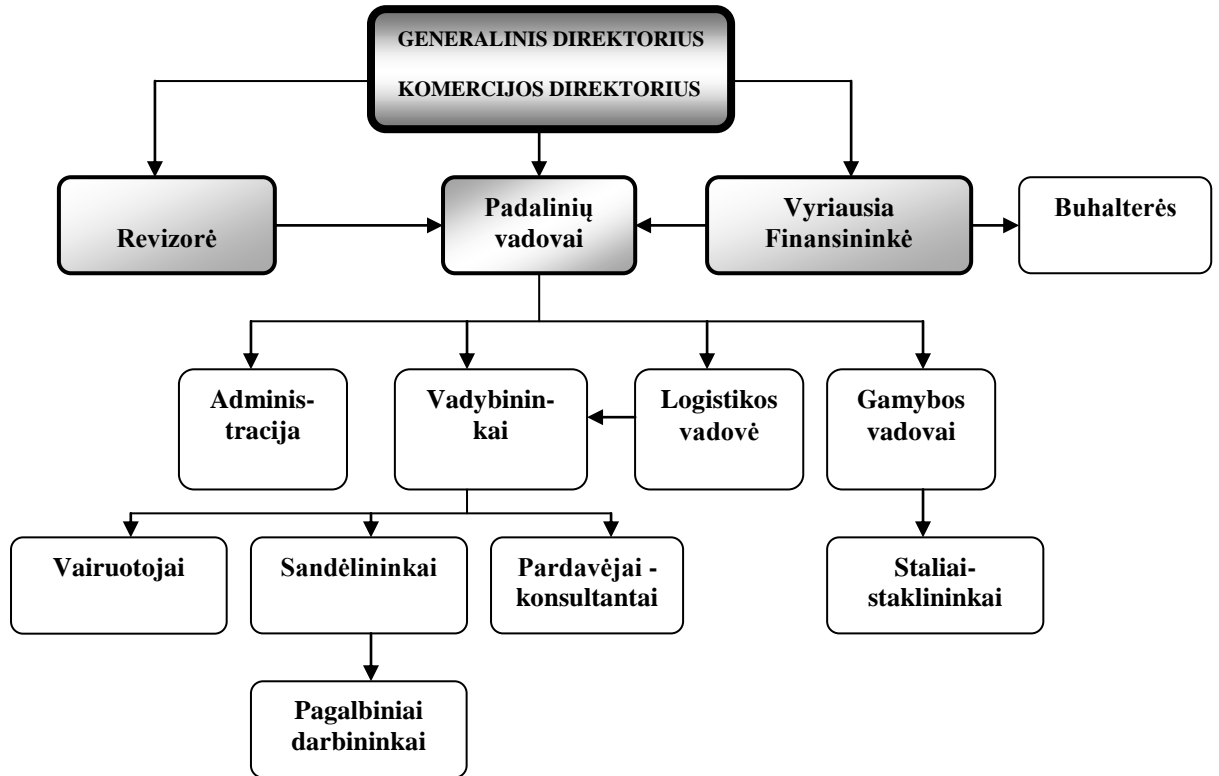 GENERALINIS DIREKTORIUS
KOMERCIJOS DIREKTORIUS
Revizorė
Padalinių
vadovai
Vyriausia
Finansininkė
Buhalterės
Adminis-
tracija
Vadybinin-
kai
Logistikos
vadovė
Gamybos
vadovai
Vairuotojai
Sandėlininkai
Pardavėjai -
konsultantai
Staliai-
staklininkai
Pagalbiniai
darbininkai